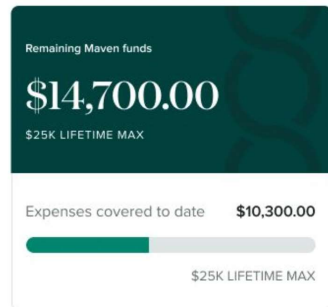 Remaining Maven funds
$14,700.00
$25K LIFETIME MAX
Expenses covered to date $10,300.00
$25K LIFETIME MAX